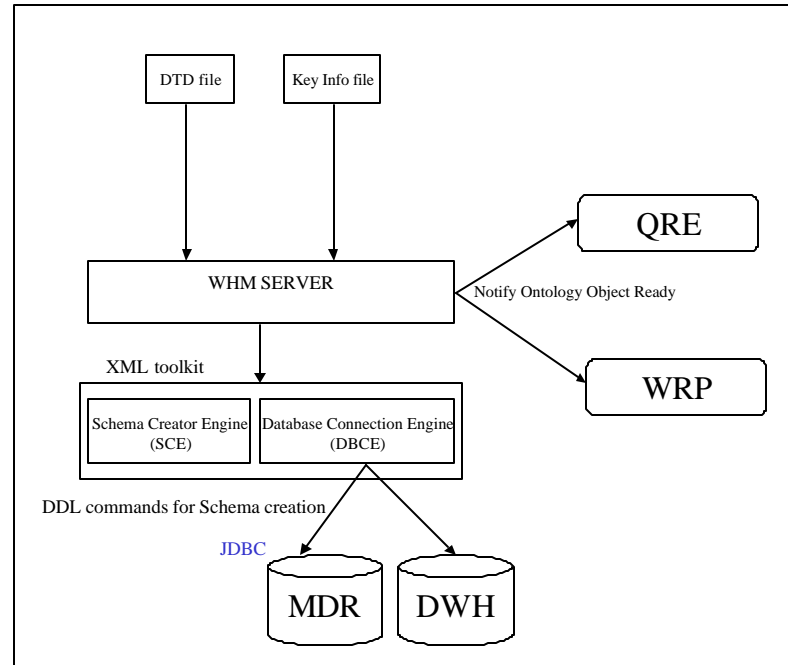 DTD file
Key Info file
QRE
WHM SERVER
Notify Ontology Object Ready
XML toolkit
WRP
Schema Creator Engine
(SCE)
Database Connection Engine
(DBCE)
DDL commands for Schema creation
JDBC
MDR
DWH